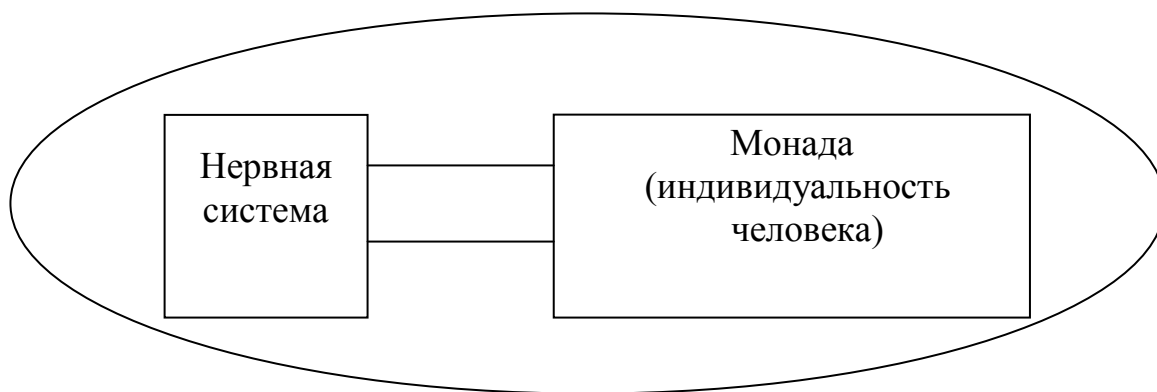 Нервная
система
Монада
(индивидуальность
человека)